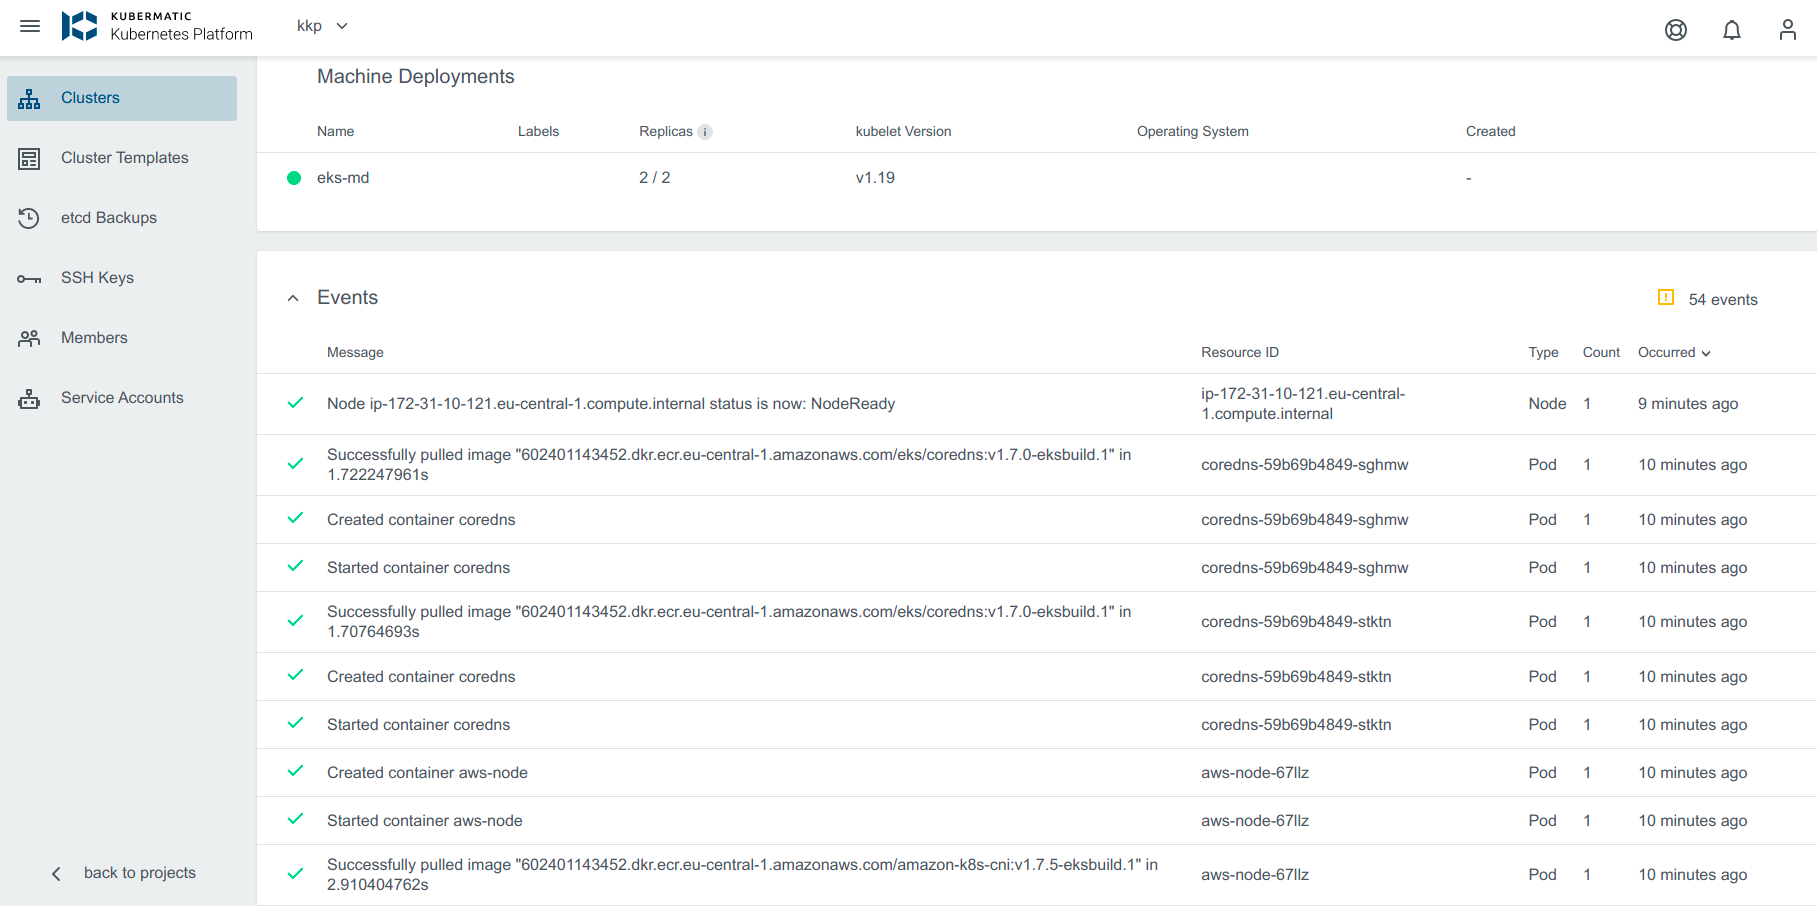 KUBERMATIC
Kubernetes Platform
kkp
Clusters
Cluster Templates
etcd Backups
SSH Keys
Members
Service Accounts
back to projects
Machine Deployments
Name Labels Replicas i kubelet Version Operating System Created
eks-md 2 / 2 v1.19 -
Events
54 events
Message Resource ID Type Count Occurred
Node ip-172-31-10-121.eu-central-1.compute.internal status is now: NodeReady
ip-172-31-10-121.eu-central-
1.compute.internal
Node 1 9 minutes ago
Successfully pulled image "602401143452.dkr.ecr.eu-central-1.amazonaws.com/eks/coredns:v1.7.0-eksbuild.1" in
1.722247961s
coredns-59b69b4849-sghmw Pod 1 10 minutes ago
Created container coredns coredns-59b69b4849-sghmw Pod 1 10 minutes ago
Started container coredns coredns-59b69b4849-sghmw Pod 1 10 minutes ago
Successfully pulled image "602401143452.dkr.ecr.eu-central-1.amazonaws.com/eks/coredns:v1.7.0-eksbuild.1" in
1.70764693s
coredns-59b69b4849-stktn Pod 1 10 minutes ago
Created container coredns coredns-59b69b4849-stktn Pod 1 10 minutes ago
Started container coredns coredns-59b69b4849-stktn Pod 1 10 minutes ago
Created container aws-node aws-node-67llz Pod 1 10 minutes ago
Started container aws-node aws-node-67llz Pod 1 10 minutes ago
Successfully pulled image "602401143452.dkr.ecr.eu-central-1.amazonaws.com/amazon-k8s-cni:v1.7.5-eksbuild.1" in
2.910404762s
aws-node-67llz Pod 1 10 minutes ago